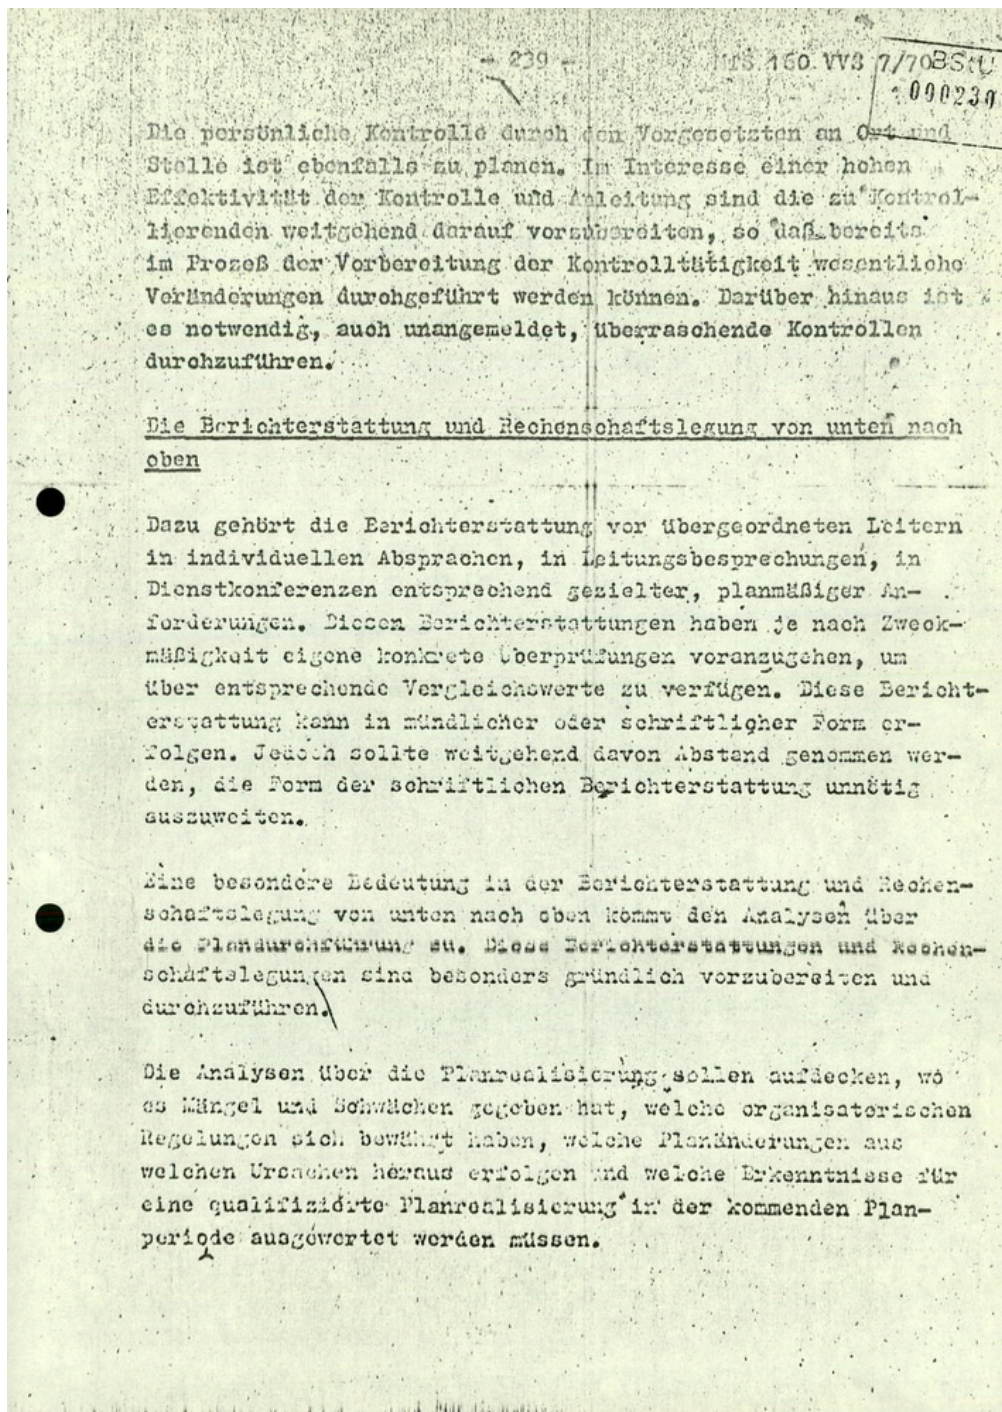 - 239 -
MfS 160 VVS 7/70
BStU
000239
Die persönliche Kontrolle durch den Vorgesetzten an Ort und
Stelle ist ebenfalls zu planen. Im Interesse einer hohen
Effektivität der Kontrolle und Anleitung sind die zu Kontrol-
lierenden weitgehend darauf vorzubereiten, so daß bereits
im Prozeß der Vorbereitung der Kontrolltätigkeit wesentliche
Veränderungen durchgeführt werden können. Darüber hinaus ist
es notwendig, auch unangemeldet, überraschende Kontrollen
durchzuführen.
Die Berichterstattung und Rechenschaftslegung von unten nach
oben
Dazu gehört die Berichterstattung vor übergeordneten Leitern
in individuellen Absprachen, in Leitungsbesprechungen, in
Dienstkonferenzen entsprechend gezielter, planmäßiger An-
forderungen. Diesen Berichterstattungen haben je nach Zweck-
mäßigkeit eigene konkrete Überprüfungen voranzugehen, um
über entsprechende Vergleichswerte zu verfügen. Diese Bericht-
erstattung kann in mündlicher oder schriftlicher Form er-
folgen. Jedoch sollte weitgehend davon Abstand genommen wer-
den, die Form der schriftlichen Berichterstattung unnötig
auszuweiten.
Eine besondere Bedeutung in der Berichterstattung und Rechen-
schaftslegung von unten nach oben kommt den Analysen über
die Plandurchführung zu. Diese Berichterstattungen und Rechen-
schaftslegungen sind besonders gründlich vorzubereiten und
durchzuführen.
Die Analysen über die Planrealisierung sollen aufdecken, wo
es Mängel und Schwächen gegeben hat, welche organisatorischen
Regelungen sich bewährt haben, welche Planänderungen aus
welchen Ursachen heraus erfolgen und welche Erkenntnisse für
eine qualifizierte Planrealisierung in der kommenden Plan-
periode ausgewertet werden müssen.